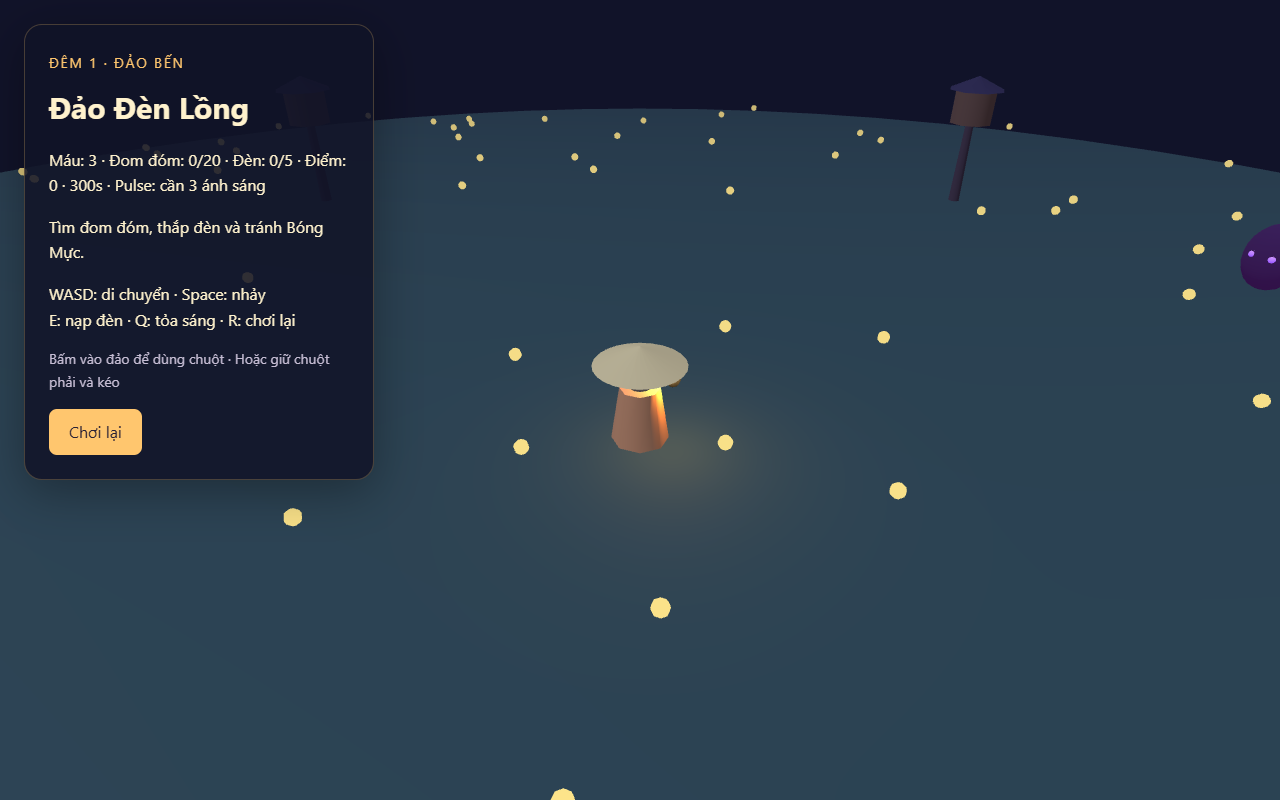 ĐÊM 1 · ĐẢO BẾN
Đảo Đèn Lồng
Máu: 3 · Đom đóm: 0/20 · Đèn: 0/5 · Điểm:
0 · 300s · Pulse: cần 3 ánh sáng
Tìm đom đóm, thắp đèn và tránh Bóng
Mực.
WASD: di chuyển · Space: nhảy
E: nạp đèn · Q: tỏa sáng · R: chơi lại
Bấm vào đảo để dùng chuột · Hoặc giữ chuột
phải và kéo
Chơi lại